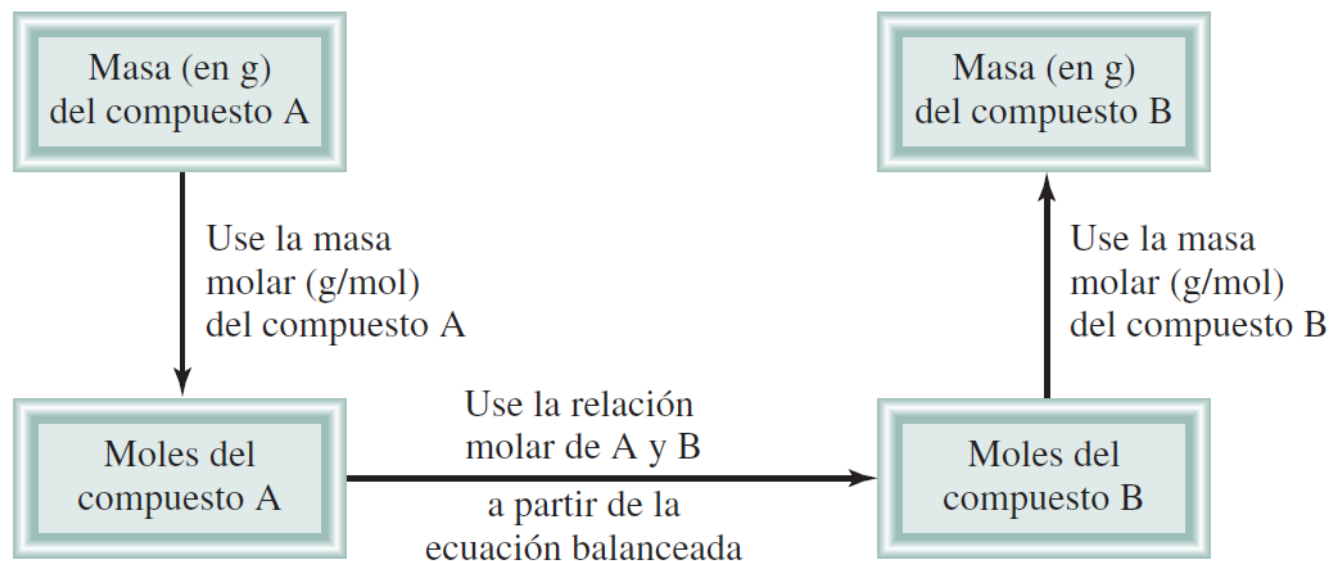 Masa (en g)
del compuesto A
Use la masa
molar (g/mol)
del compuesto A
Moles del
compuesto A
Use la relación
molar de A y B
a partir de la
ecuación balanceada
Moles del
compuesto B
Use la masa
molar (g/mol)
del compuesto B
Masa (en g)
del compuesto B